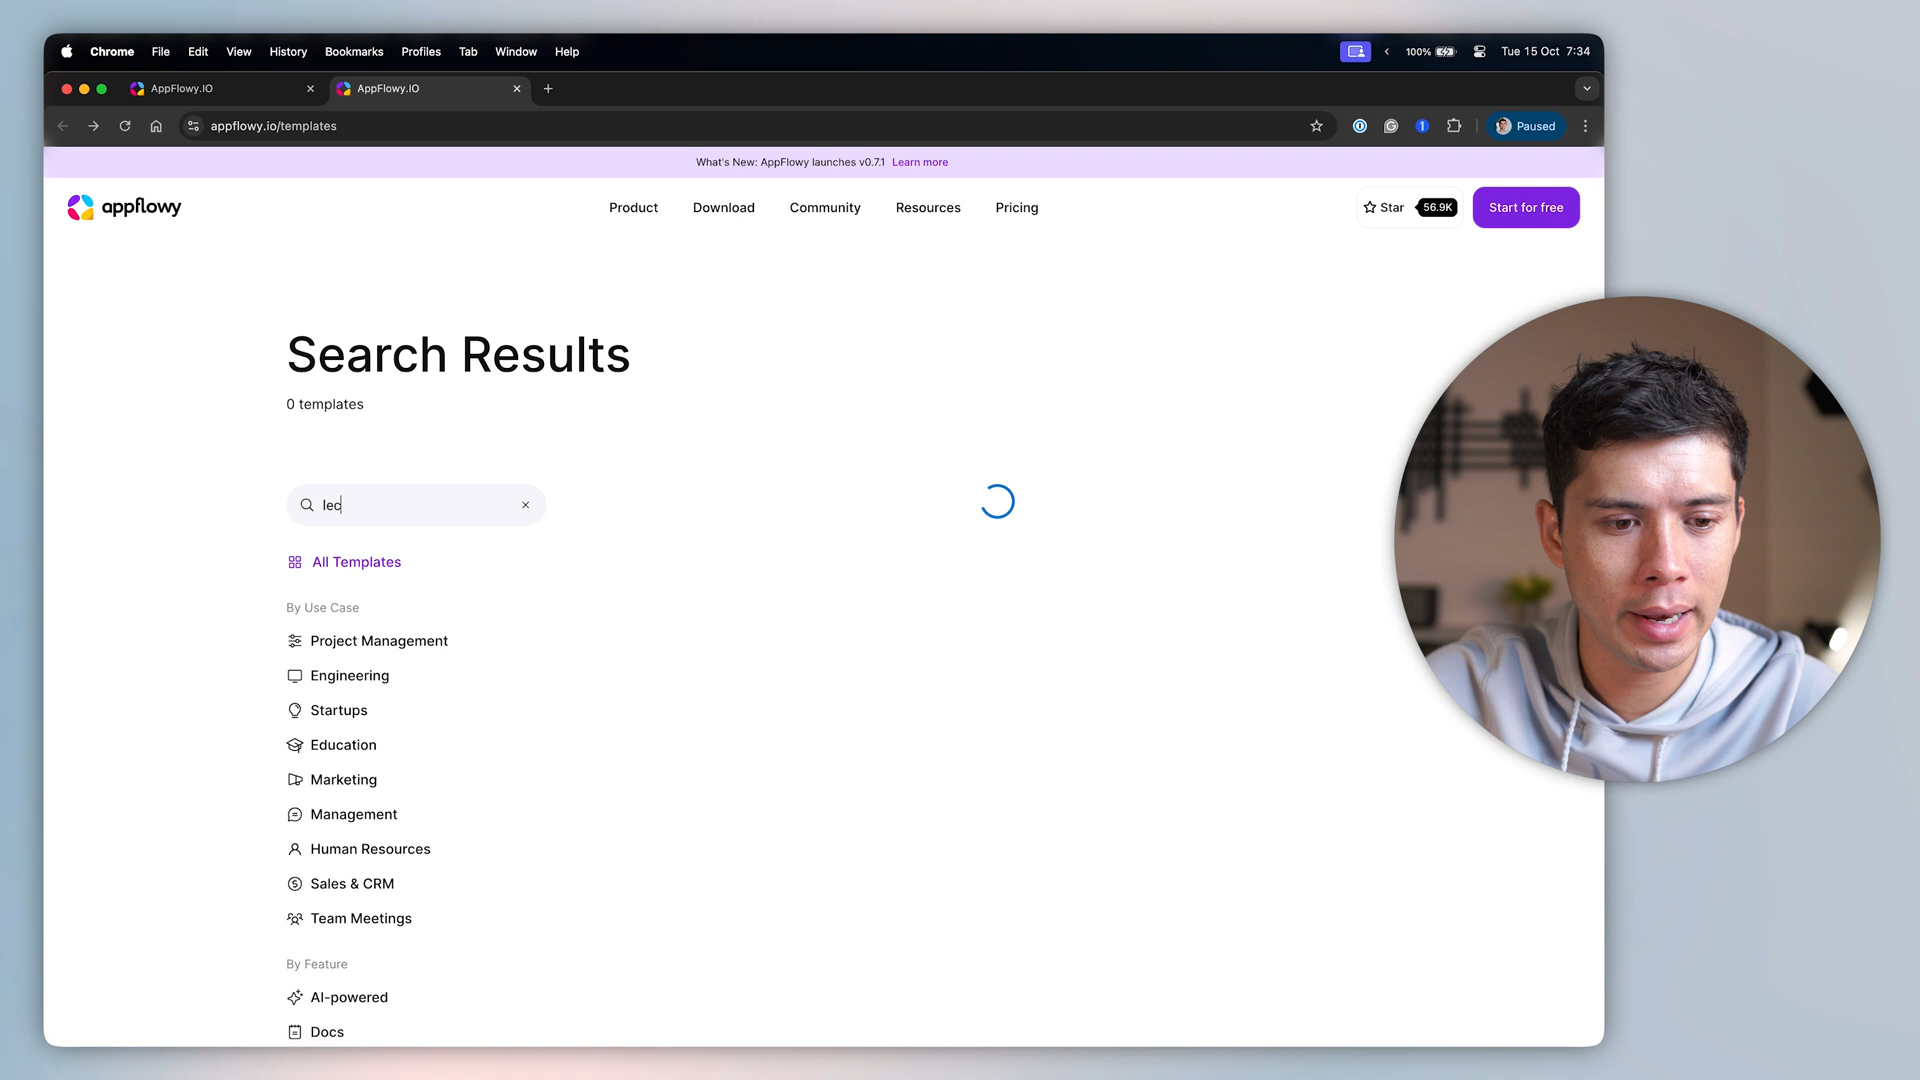 Chrome File Edit View History Bookmarks Profiles Tab Window Help 100% Tue 15 Oct 7:34
AppFlowy.IO AppFlowy.IO
appflowy.io/templates Paused
What's New: AppFlowy launches v0.7.1 Learn more
appflowy Product Download Community Resources Pricing Star 56.9K Start for free
Search Results
0 templates
lec
All Templates
By Use Case
Project Management
Engineering
Startups
Education
Marketing
Management
Human Resources
Sales & CRM
Team Meetings
By Feature
AI-powered
Docs